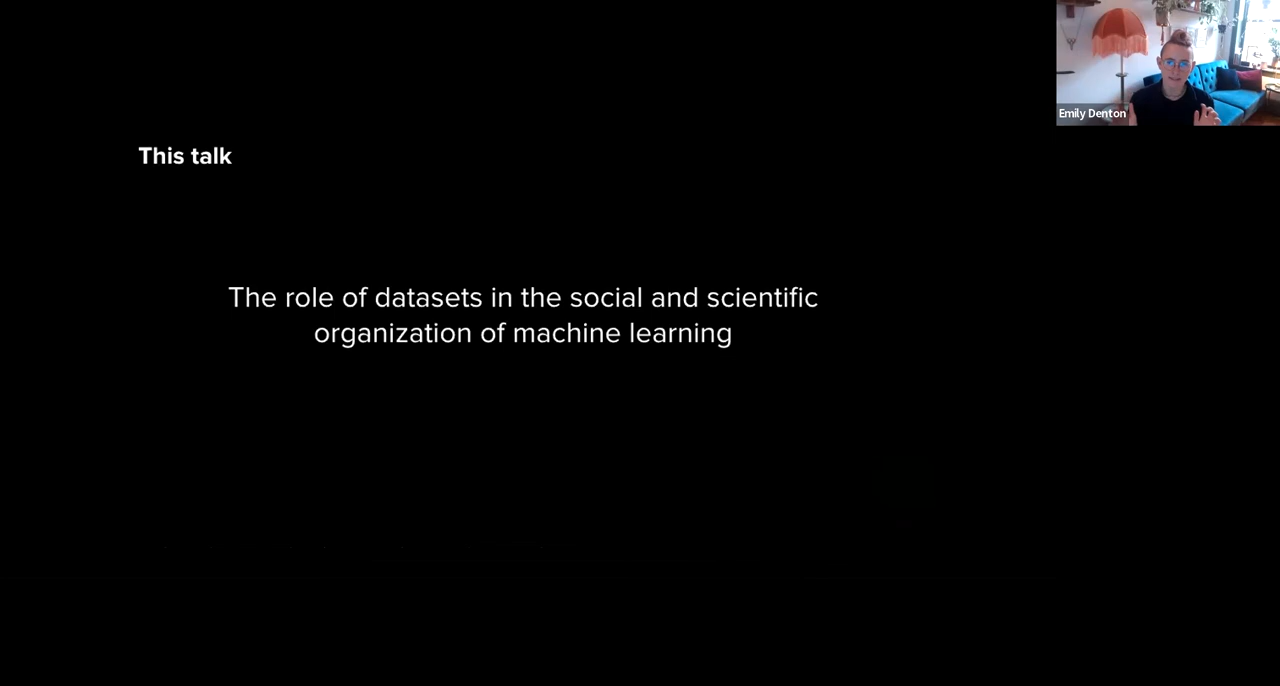 Emily Denton
This talk
The role of datasets in the social and scientific
organization of machine learning